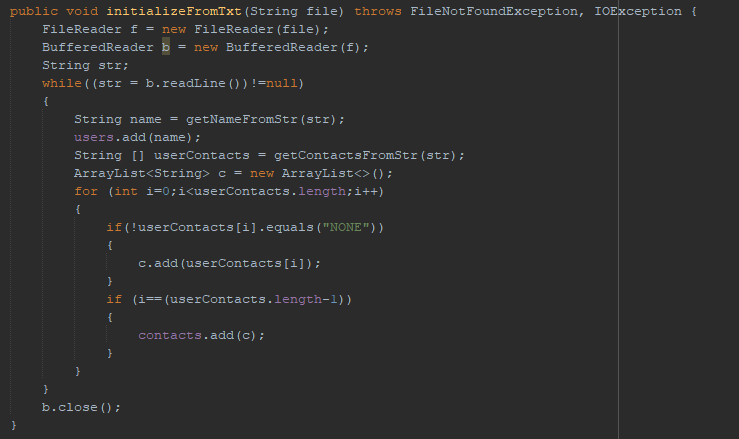 public void initializeFromTxt(String file) throws FileNotFoundException, IOException {
    FileReader f = new FileReader(file);
    BufferedReader b = new BufferedReader(f);
    String str;
    while((str = b.readLine())!=null)
    {
        String name = getNameFromStr(str);
        users.add(name);
        String [] userContacts = getContactsFromStr(str);
        ArrayList<String> c = new ArrayList<>();
        for (int i=0;i<userContacts.length;i++)
        {
            if(!userContacts[i].equals("NONE"))
            {
                c.add(userContacts[i]);
            }
            if (i==(userContacts.length-1))
            {
                contacts.add(c);
            }
        }
    }
    b.close();
}